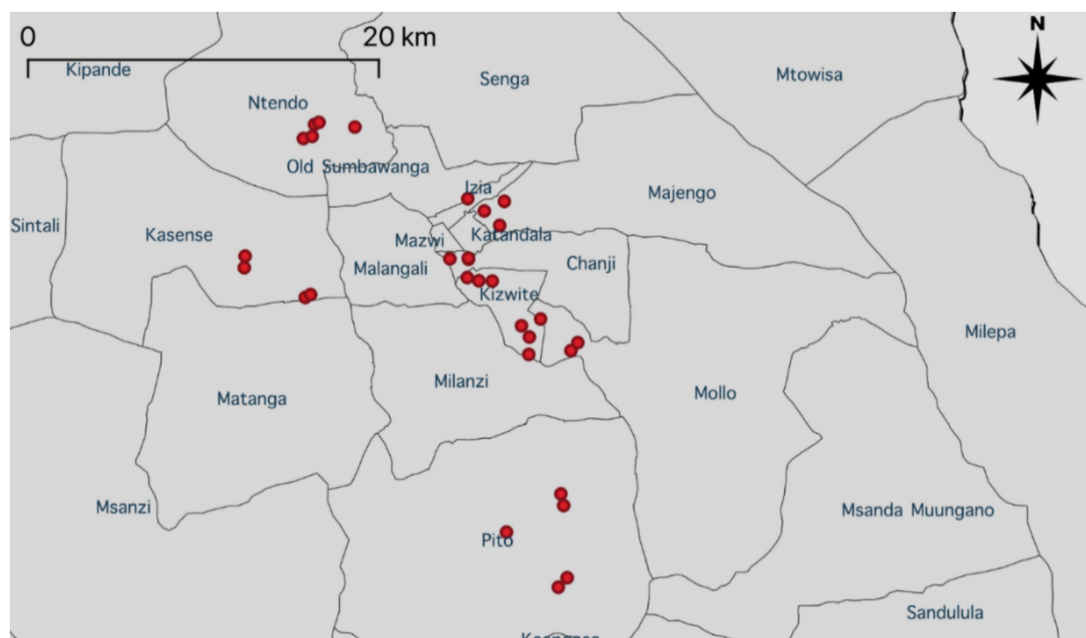 0 20 km
N
Kipande
Senga
Mtowisa
Ntendo
Old Sumbawanga
Izia
Majengo
Sintali
Kasense
Mazwi
Katandala
Malangali
Chanji
Kizwite
Milepa
Milanzi
Matanga
Mollo
Msanzi
Msanda Muungano
Pito
Sandulula